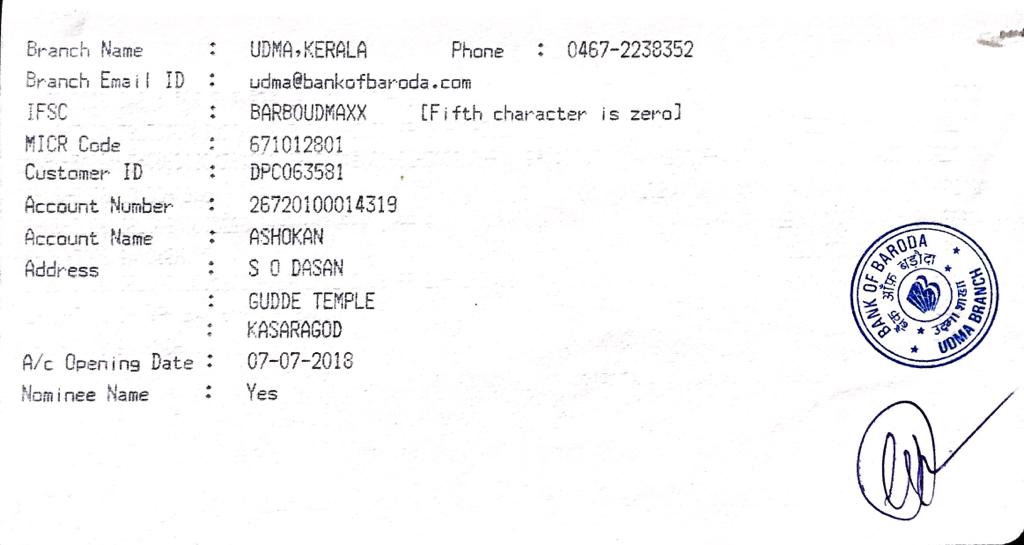 Branch Name : UDMA,KERALA Phone : 0467-2238352
Branch Email ID : udma@bankofbaroda.com
IFSC : BARB0UDMAXX [Fifth character is zero]
MICR Code : 671012801
Customer ID : DPC063581
Account Number : 26720100014319
Account Name : ASHOKAN
Address : S O DASAN
: GUDDE TEMPLE
: KASARAGOD
A/c Opening Date : 07-07-2018
Nominee Name : Yes
BANK OF BARODA
बैंक ऑफ़ बड़ौदा
उदमा शाखा
UDMA BRANCH